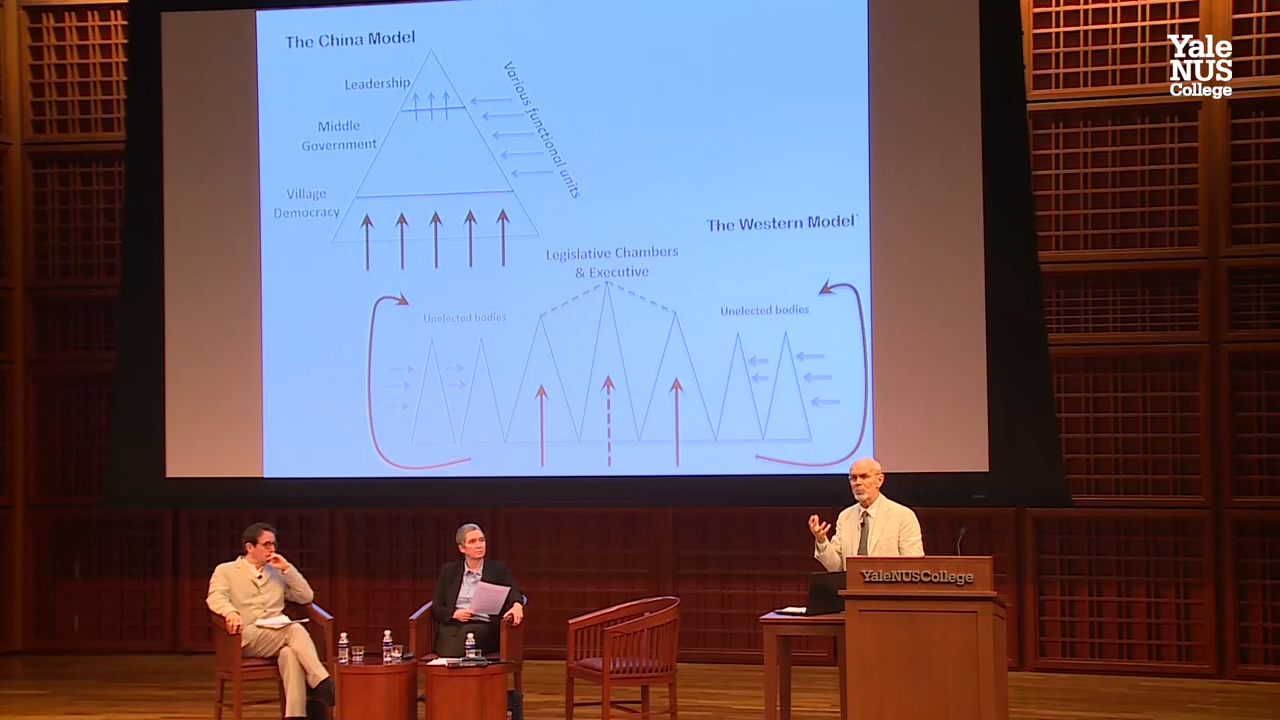 The China Model
Leadership
Middle
Government
Village
Democracy
Various functional units
The Western Model
Legislative Chambers
& Executive
Unelected bodies
Unelected bodies
Yale
NUS
College
YaleNUSCollege